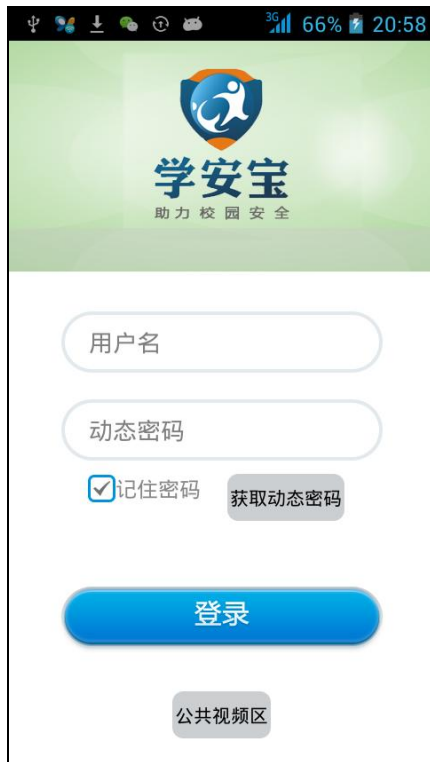 3G 66% 20:58
学安宝
助力校园安全
用户名
动态密码
记住密码 获取动态密码
登录
公共视频区